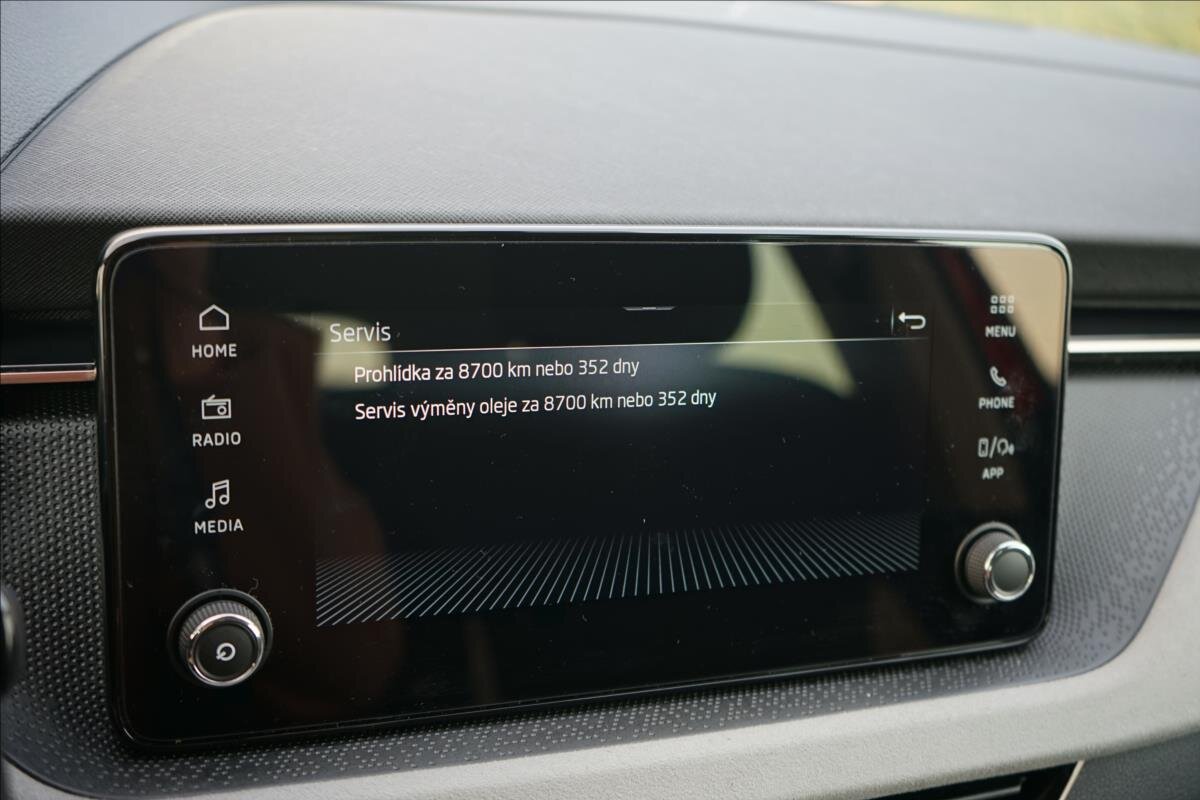 Servis
Prohlídka za 8700 km nebo 352 dny
Servis výměny oleje za 8700 km nebo 352 dny
HOME
RADIO
MEDIA
MENU
PHONE
APP